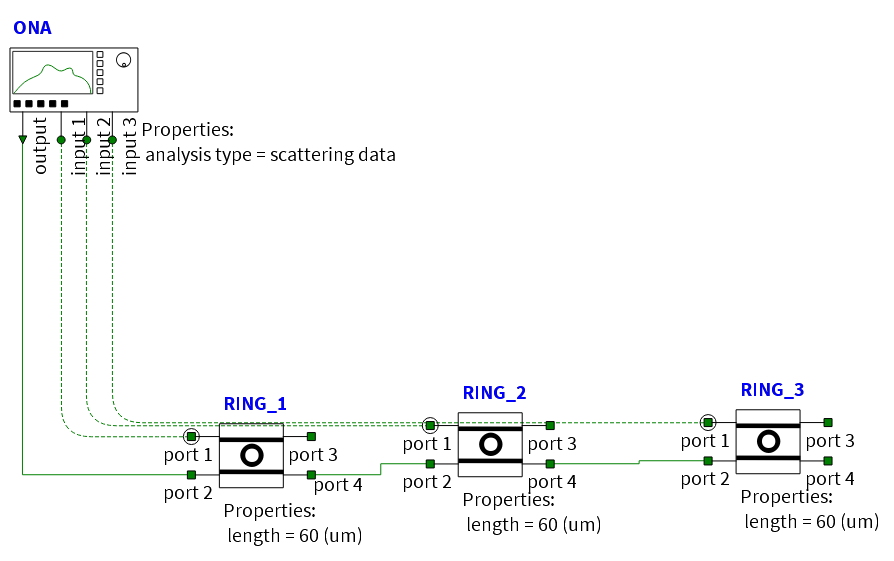 ONA
output
input 1
input 2
input 3
Properties:
analysis type = scattering data
RING_1
port 1
port 3
port 2
port 4
Properties:
length = 60 (um)
RING_2
port 1
port 3
port 2
port 4
Properties:
length = 60 (um)
RING_3
port 1
port 3
port 2
port 4
Properties:
length = 60 (um)